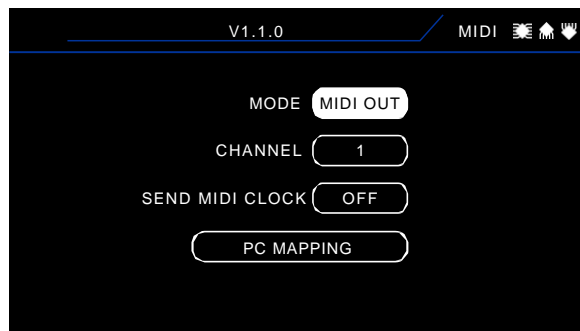 V1.1.0 MIDI
MODE MIDI OUT
CHANNEL 1
SEND MIDI CLOCK OFF
PC MAPPING